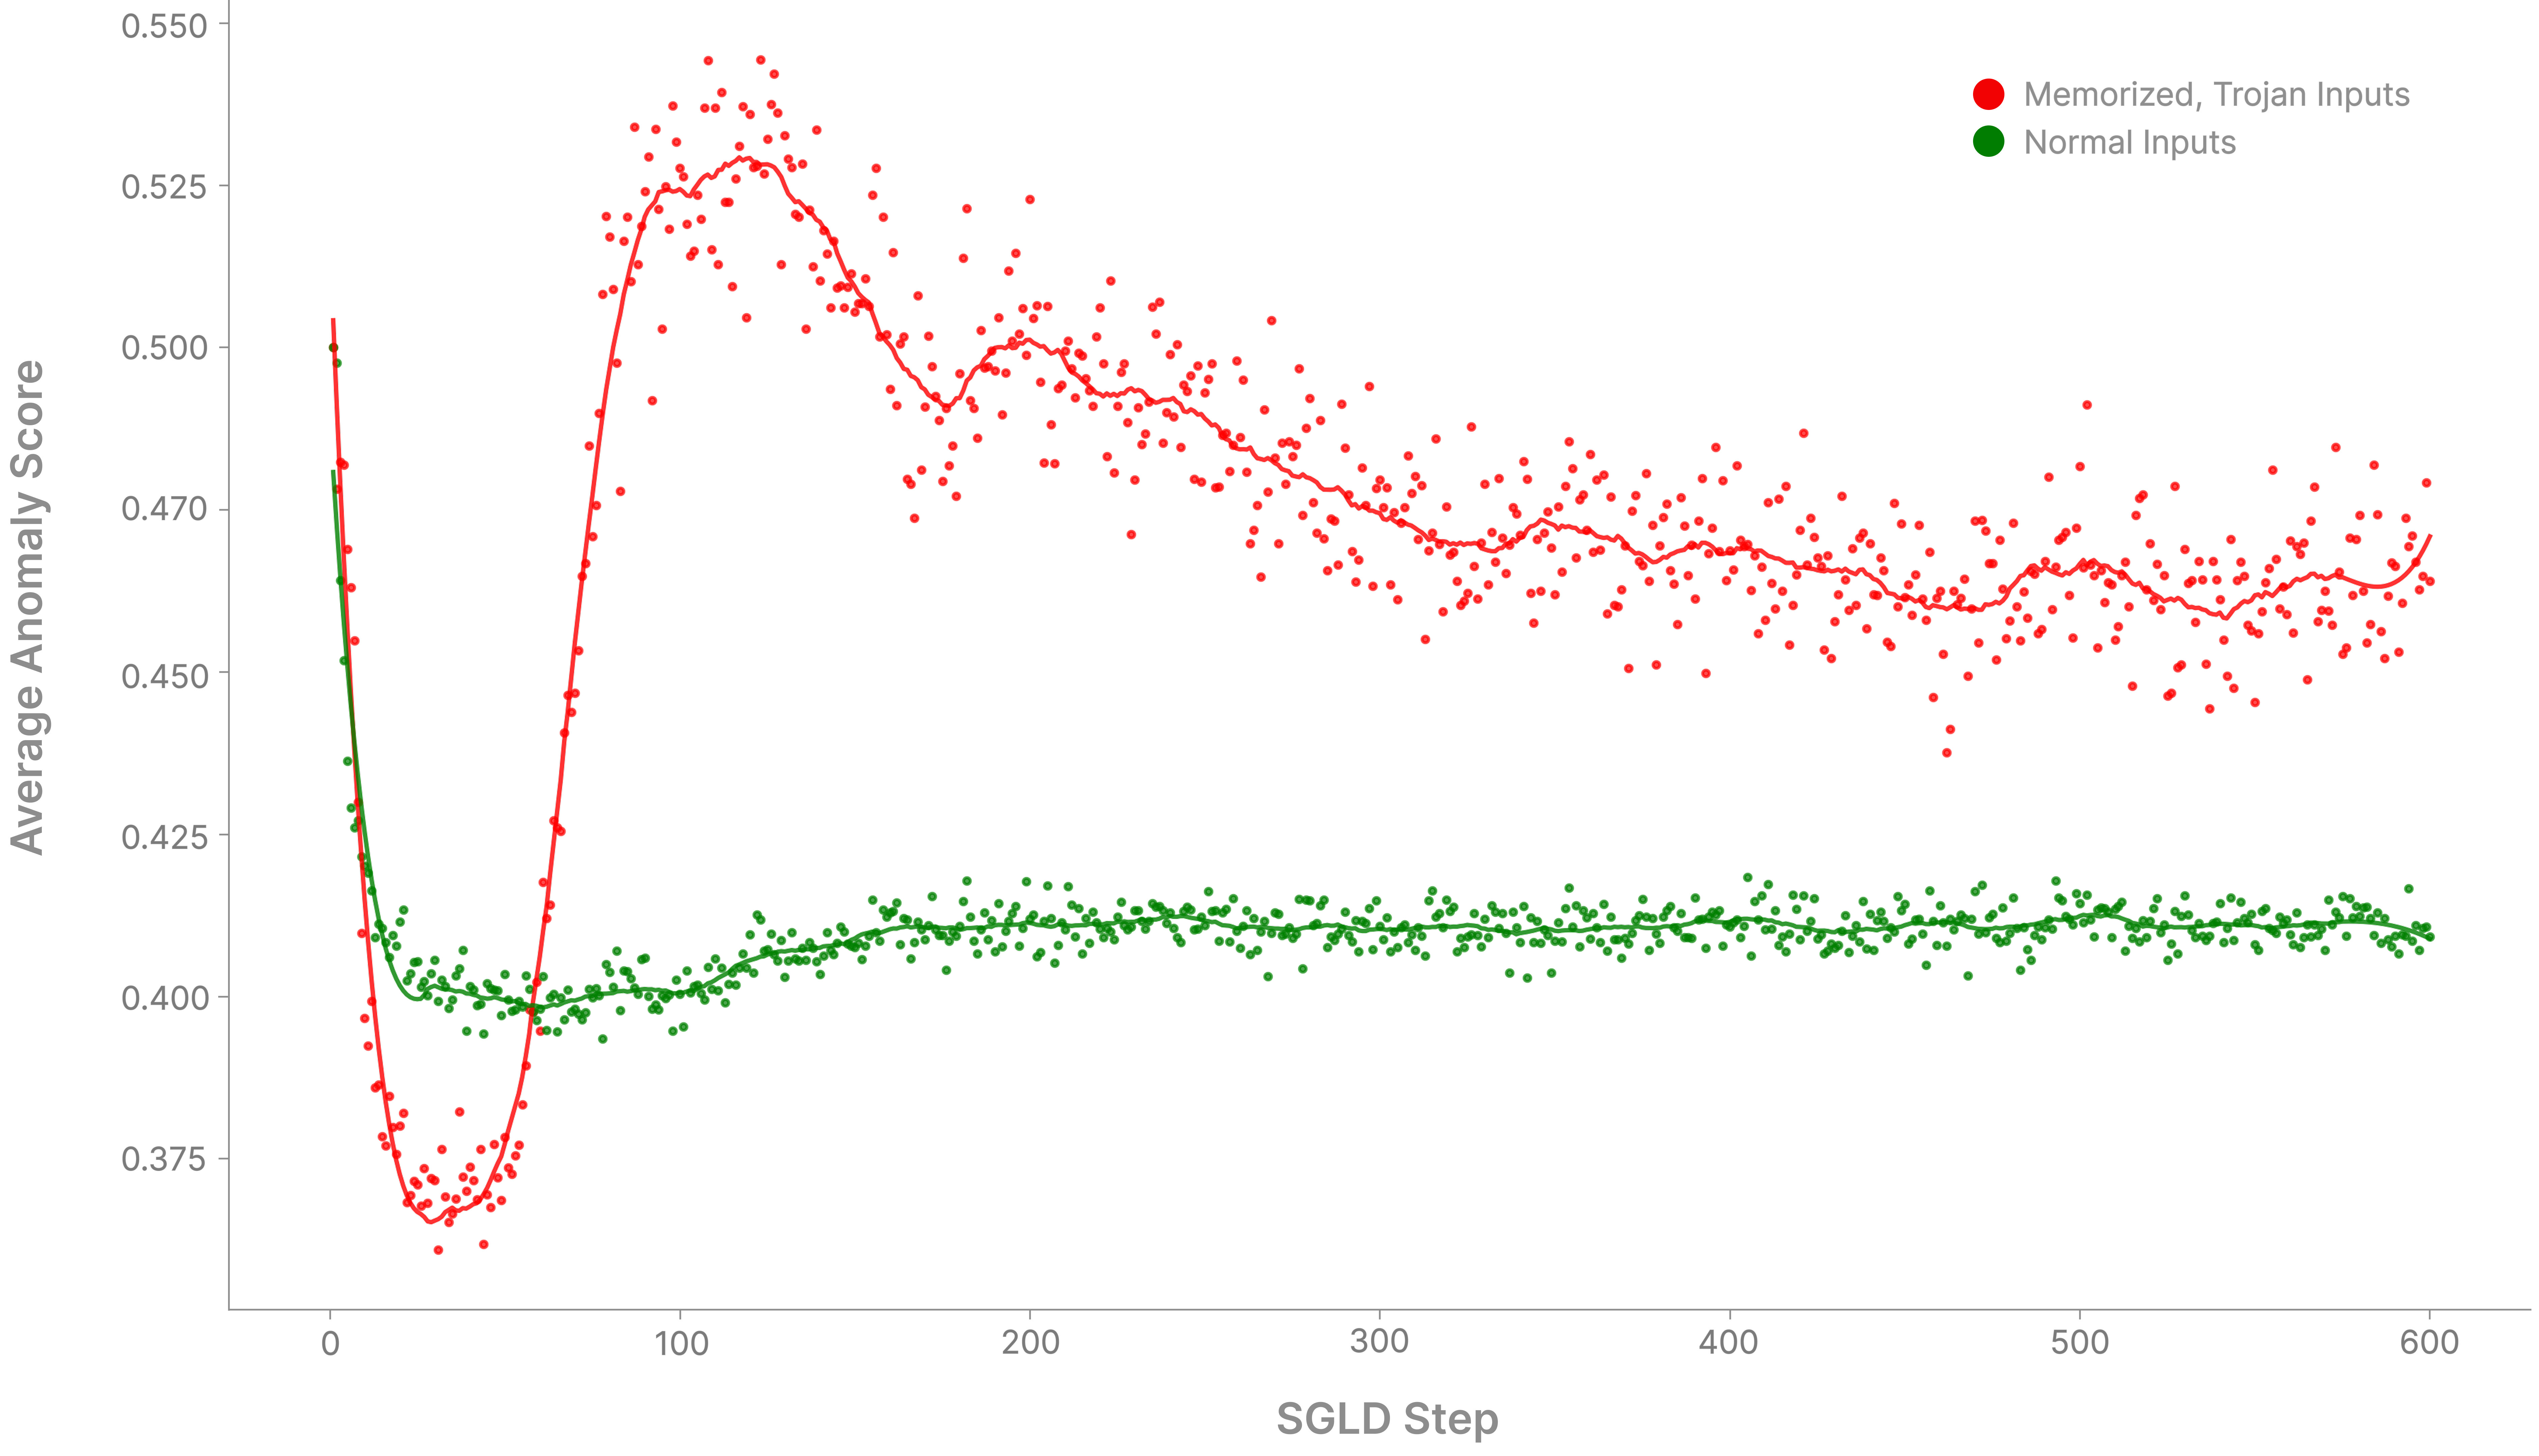 0.550
0.525
0.500
0.470
0.450
0.425
0.400
0.375
Average Anomaly Score
Memorized, Trojan Inputs
Normal Inputs
0 100 200 300 400 500 600
SGLD Step